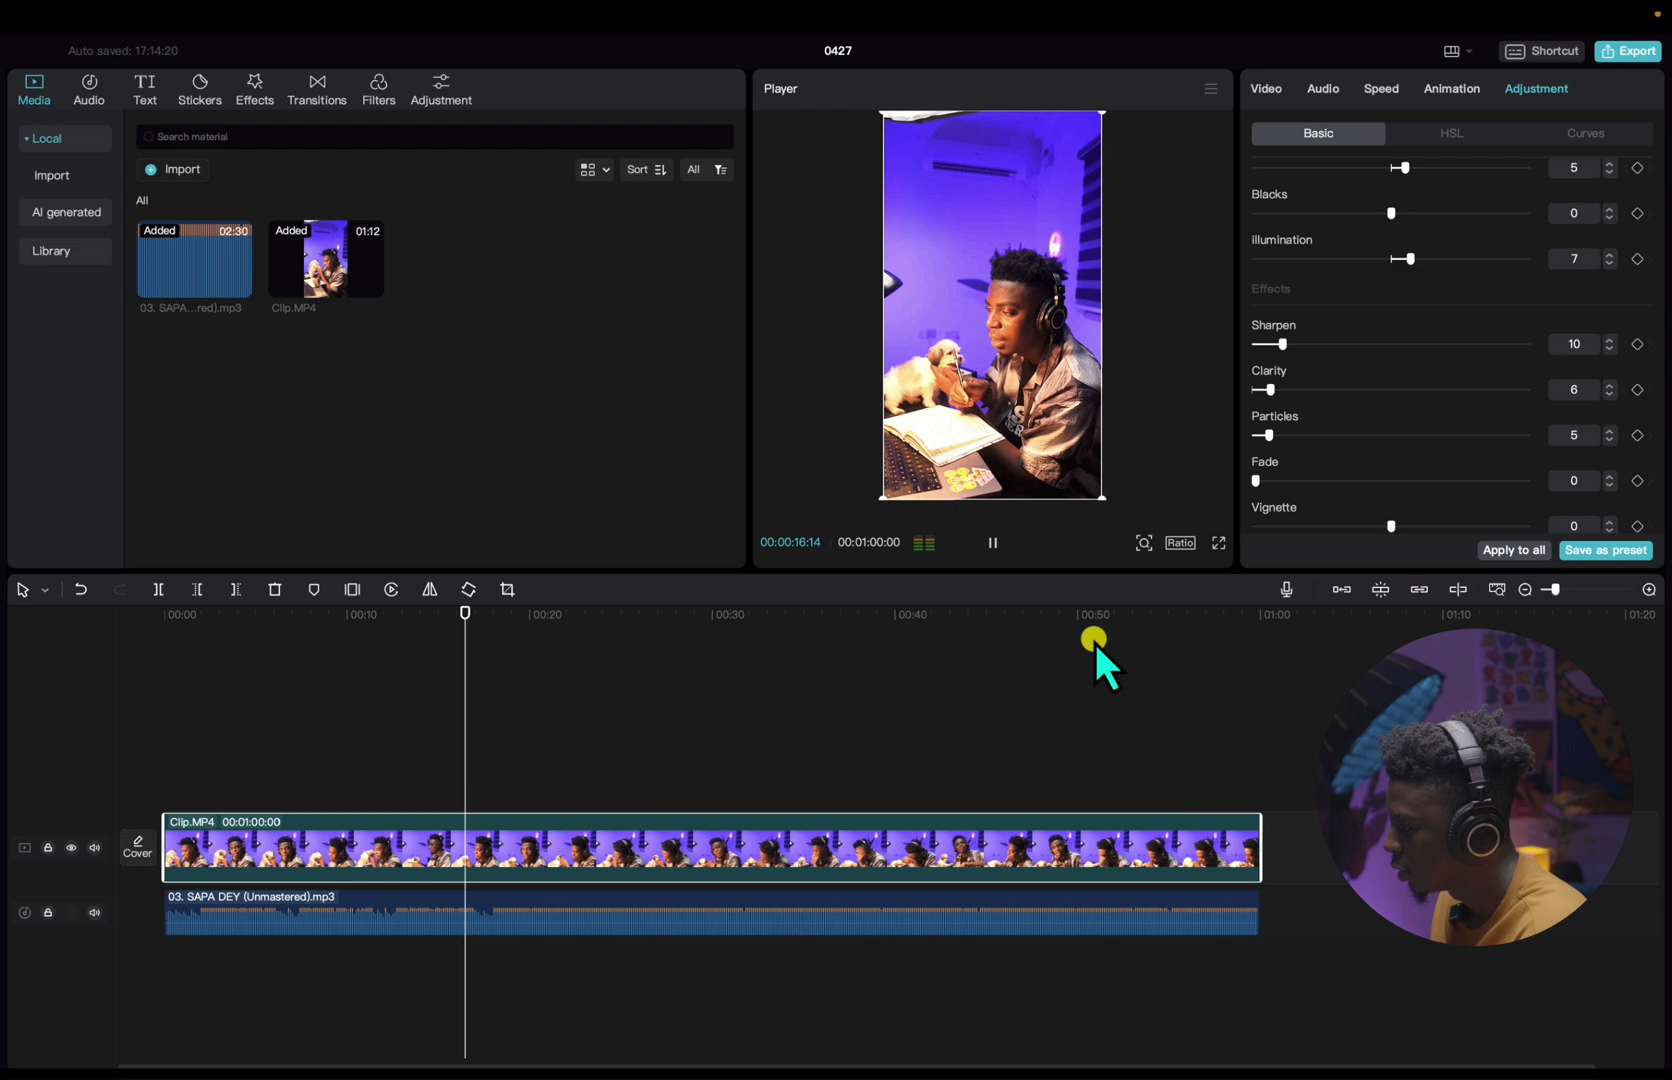 Auto saved: 17:14:20
0427
Shortcut
Export
Media
Audio
TI
Text
Stickers
Effects
Transitions
Filters
Adjustment
Local
Import
AI generated
Library
Search material
Import
Sort
All
All
Added
02:30
03. SAPA...red).mp3
Added
01:12
Clip.MP4
Player
00:00:16:14
00:01:00:00
Ratio
Video
Audio
Speed
Animation
Adjustment
Basic
HSL
Curves
5
Blacks
0
illumination
7
Effects
Sharpen
10
Clarity
6
Particles
5
Fade
0
Vignette
0
Apply to all
Save as preset
00:00
00:10
00:20
00:30
00:40
00:50
01:00
01:10
01:20
Cover
Clip.MP4 00:01:00:00
03. SAPA DEY (Unmastered).mp3